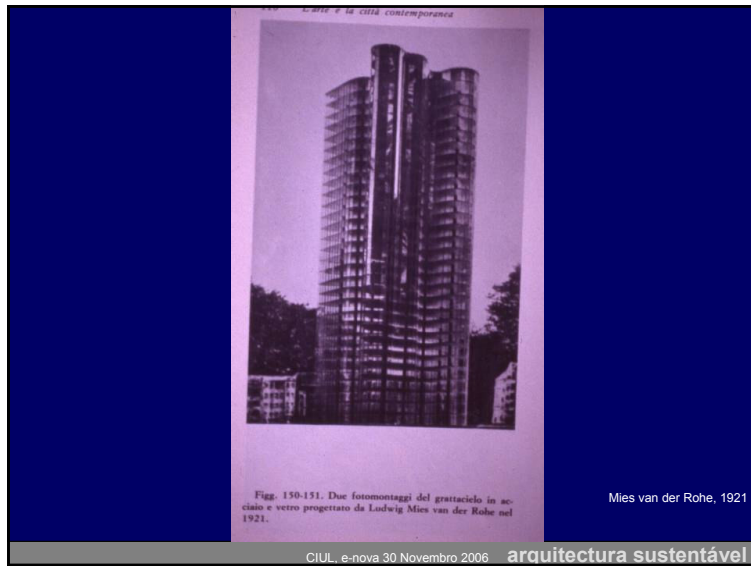 L'arte e la città contemporanea
Figg. 150-151. Due fotomontaggi del grattacielo in ac-
ciaio e vetro progettato da Ludwig Mies van der Rohe nel
1921.
Mies van der Rohe, 1921
CIUL, e-nova 30 Novembro 2006 arquitectura sustentável